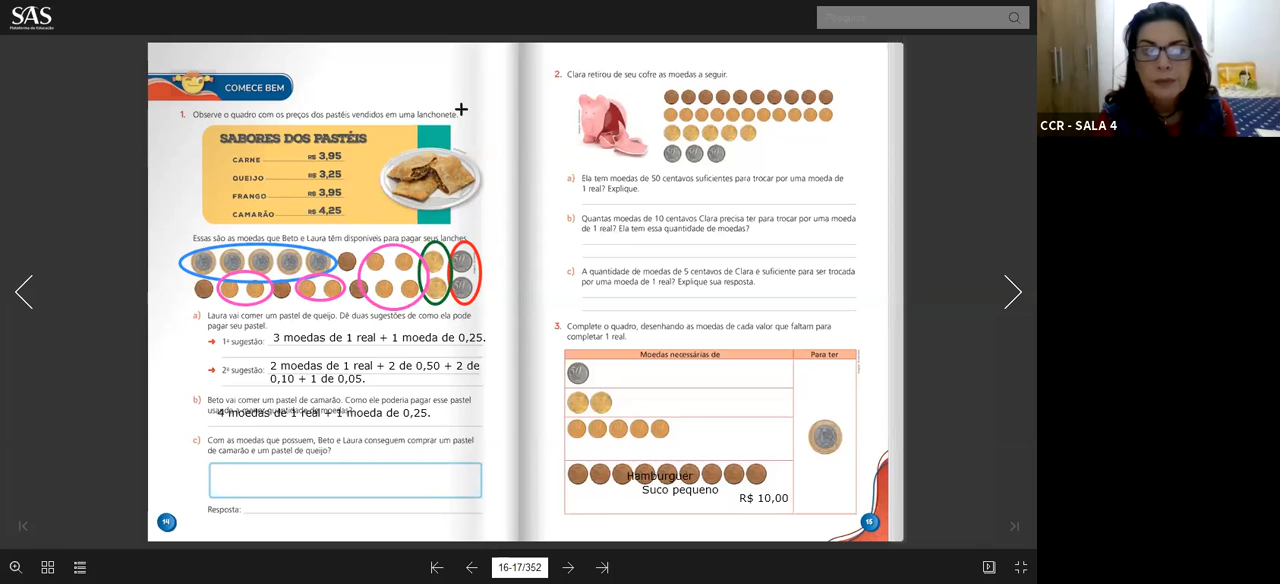 SAS
Plataforma de Educação
Pesquisar
CCR - SALA 4
COMECE BEM
1. Observe o quadro com os preços dos pastéis vendidos em uma lanchonete.
SABORES DOS PASTÉIS
CARNE R$ 3,95
QUEIJO R$ 3,25
FRANGO R$ 3,95
CAMARÃO R$ 4,25
Essas são as moedas que Beto e Laura têm disponíveis para pagar seus lanches.
a) Laura vai comer um pastel de queijo. Dê duas sugestões de como ela pode
pagar seu pastel.
➜ 1ª sugestão: 3 moedas de 1 real + 1 moeda de 0,25.
➜ 2ª sugestão: 2 moedas de 1 real + 2 de 0,50 + 2 de
0,10 + 1 de 0,05.
b) Beto vai comer um pastel de camarão. Como ele poderia pagar esse pastel
usando a menor quantidade de moedas?
4 moedas de 1 real + 1 moeda de 0,25.
c) Com as moedas que possuem, Beto e Laura conseguem comprar um pastel
de camarão e um pastel de queijo?
Resposta:
14
2. Clara retirou de seu cofre as moedas a seguir.
a) Ela tem moedas de 50 centavos suficientes para trocar por uma moeda de
1 real? Explique.
b) Quantas moedas de 10 centavos Clara precisa ter para trocar por uma moeda
de 1 real? Ela tem essa quantidade de moedas?
c) A quantidade de moedas de 5 centavos de Clara é suficiente para ser trocada
por uma moeda de 1 real? Explique sua resposta.
3. Complete o quadro, desenhando as moedas de cada valor que faltam para
completar 1 real.
Moedas necessárias de Para ter
Hambúrguer
Suco pequeno
R$ 10,00
15
16-17/352